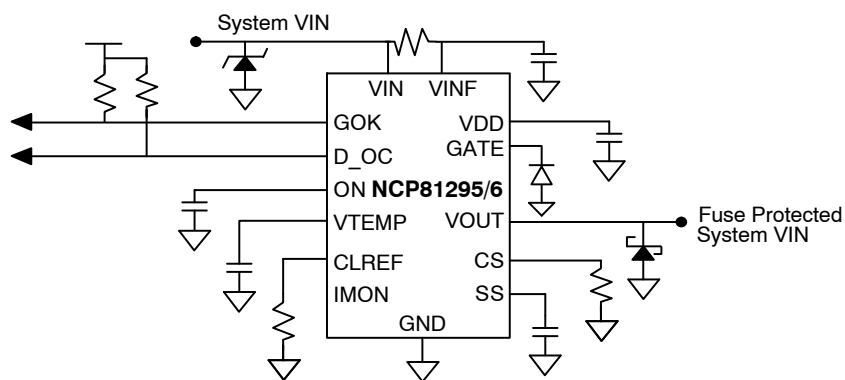 System VIN
VIN VINF
GOK
VDD
D_OC
GATE
ON NCP81295/6
VTEMP
VOUT
Fuse Protected
System VIN
CLREF
CS
IMON
SS
GND